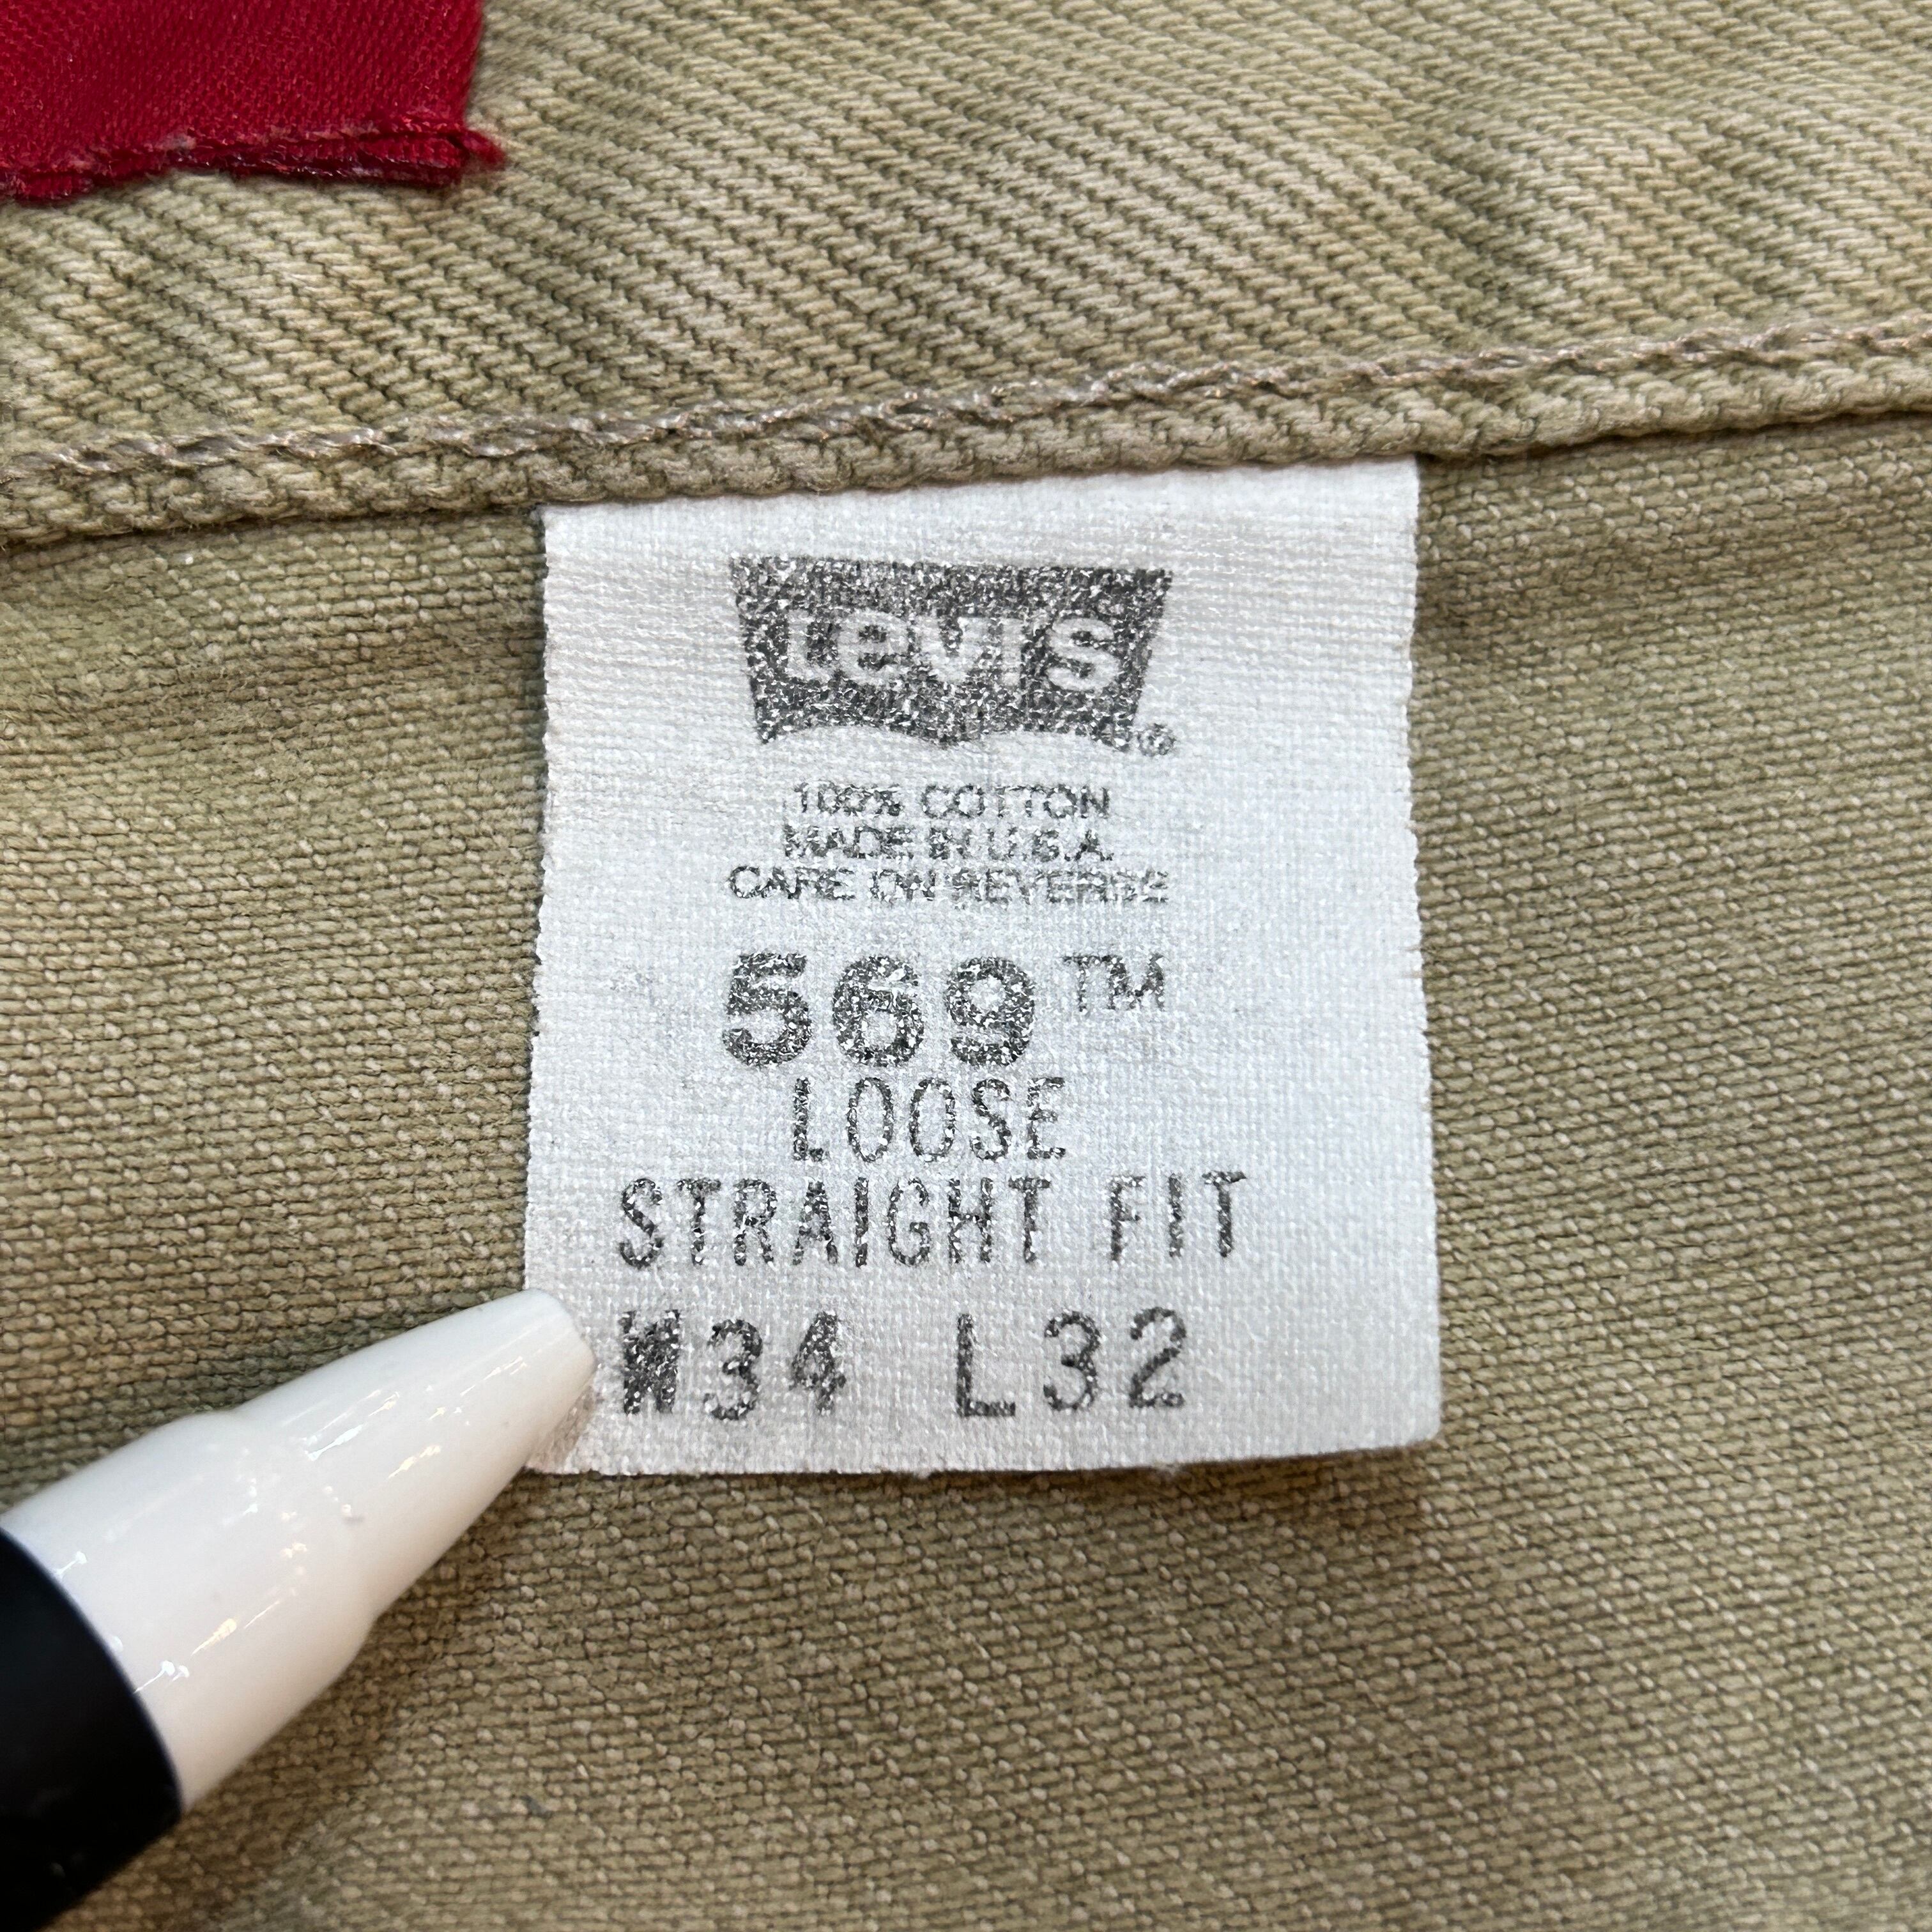 Levi's ®
100% COTTON
MADE IN U.S.A.
CARE ON REVERSE
569™
LOOSE
STRAIGHT FIT
W34 L32